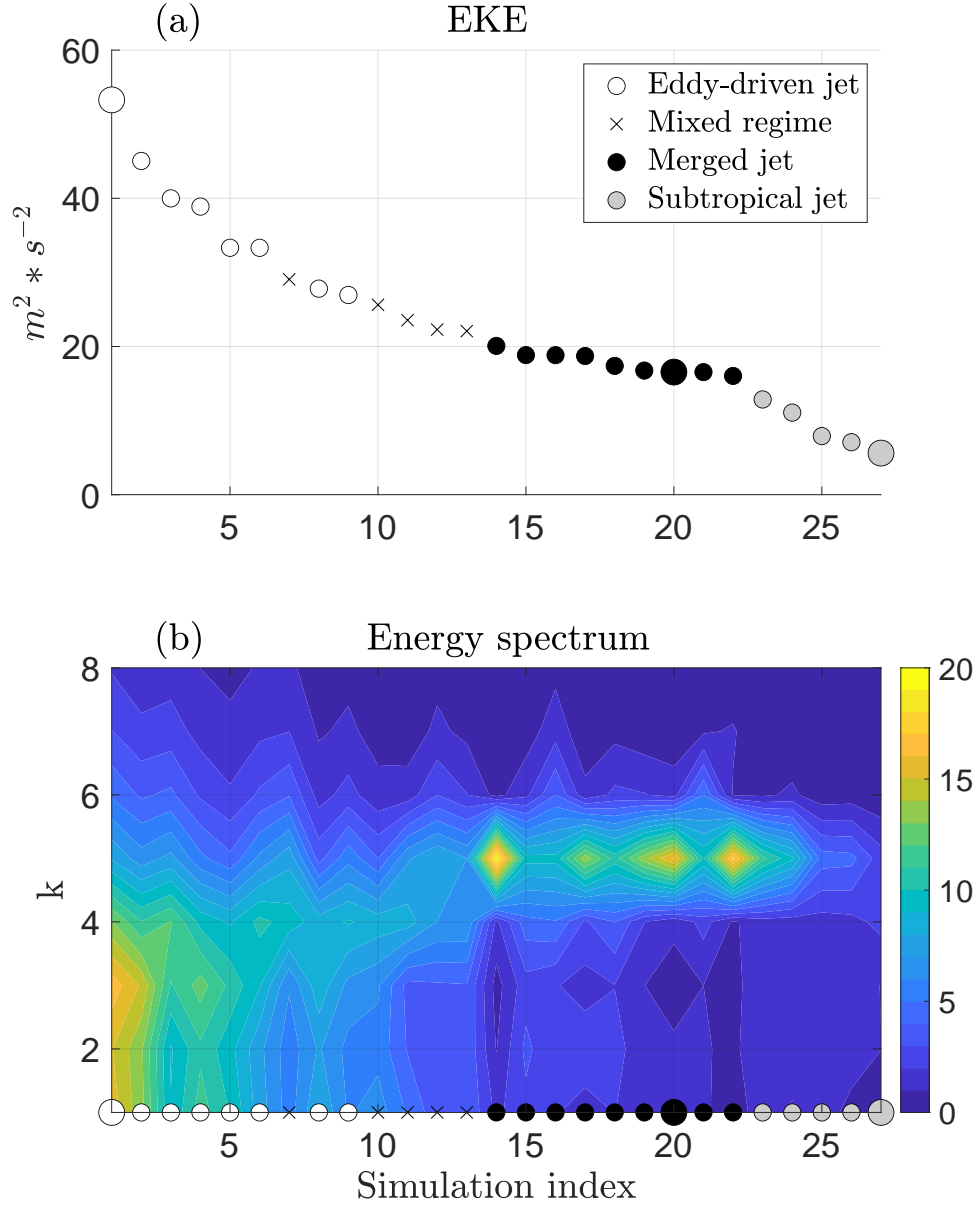 (a) EKE
60
40
20
0
m² * s⁻²
Eddy-driven jet
Mixed regime
Merged jet
Subtropical jet
5 10 15 20 25
(b) Energy spectrum
8
6
4
2
k
20
15
10
5
0
5 10 15 20 25
Simulation index